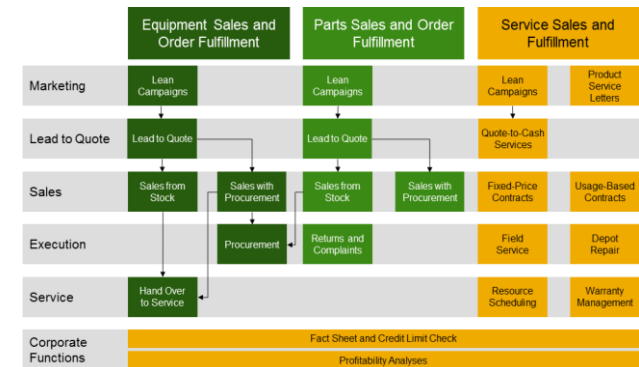 Equipment Sales and
Order Fulfillment
Parts Sales and Order
Fulfillment
Service Sales and
Fulfillment
Marketing
Lean
Campaigns
Lean
Campaigns
Lean
Campaigns
Product
Service
Letters
Lead to Quote
Lead to Quote
Lead to Quote
Quote-to-Cash
Services
Sales
Sales from
Stock
Sales with
Procurement
Sales from
Stock
Sales with
Procurement
Fixed-Price
Contracts
Usage-Based
Contracts
Execution
Procurement
Returns and
Complaints
Field
Service
Depot
Repair
Service
Hand Over
to Service
Resource
Scheduling
Warranty
Management
Corporate
Functions
Fact Sheet and Credit Limit Check
Profitability Analyses